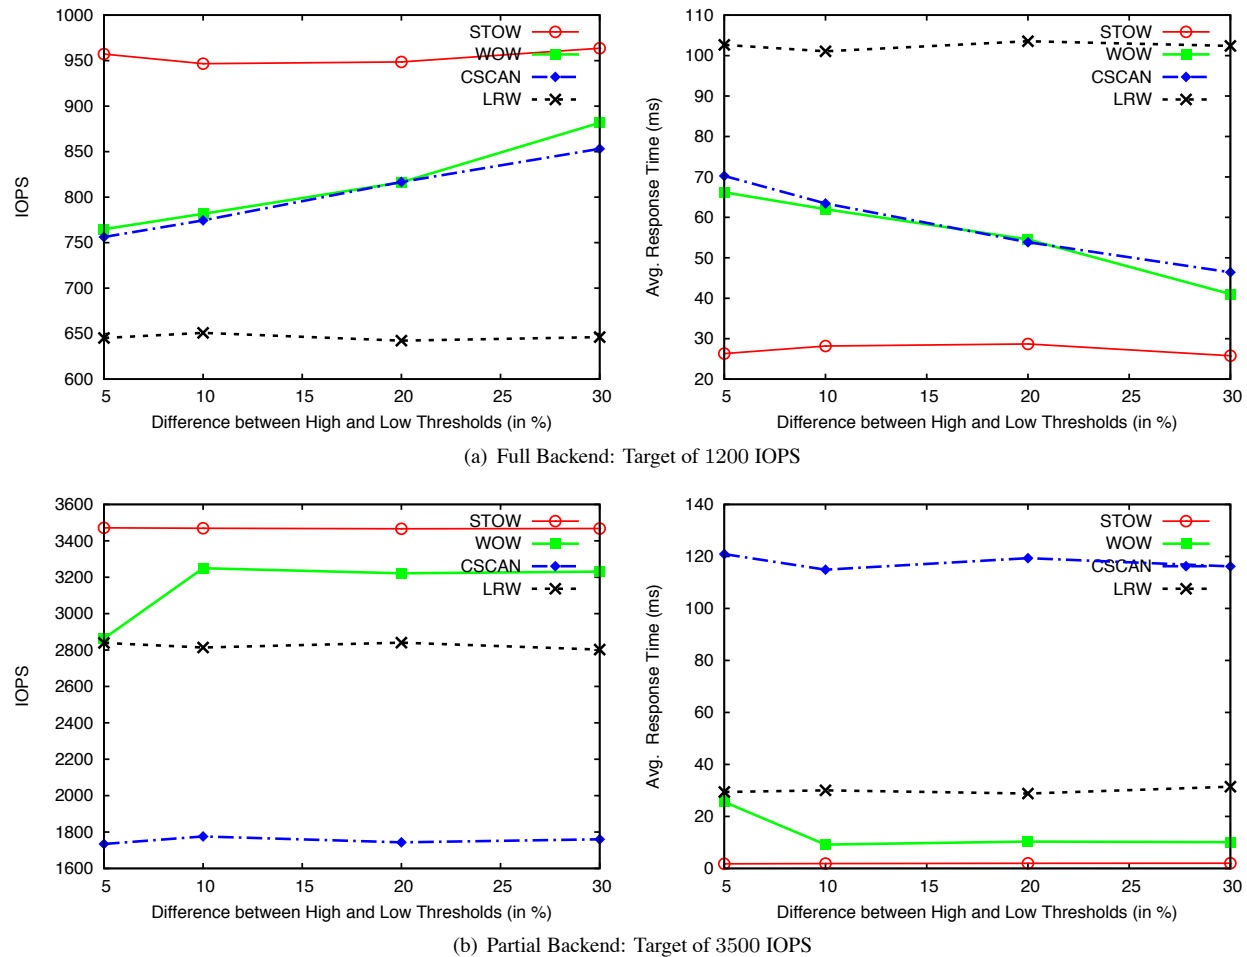 1000
950
900
850
800
750
700
650
600
IOPS
STOW
WOW
CSCAN
LRW
5 10 15 20 25 30
Difference between High and Low Thresholds (in %)
110
100
90
80
70
60
50
40
30
20
Avg. Response Time (ms)
STOW
WOW
CSCAN
LRW
5 10 15 20 25 30
Difference between High and Low Thresholds (in %)
(a) Full Backend: Target of 1200 IOPS
3600
3400
3200
3000
2800
2600
2400
2200
2000
1800
1600
IOPS
STOW
WOW
CSCAN
LRW
5 10 15 20 25 30
Difference between High and Low Thresholds (in %)
140
120
100
80
60
40
20
0
Avg. Response Time (ms)
STOW
WOW
CSCAN
LRW
5 10 15 20 25 30
Difference between High and Low Thresholds (in %)
(b) Partial Backend: Target of 3500 IOPS